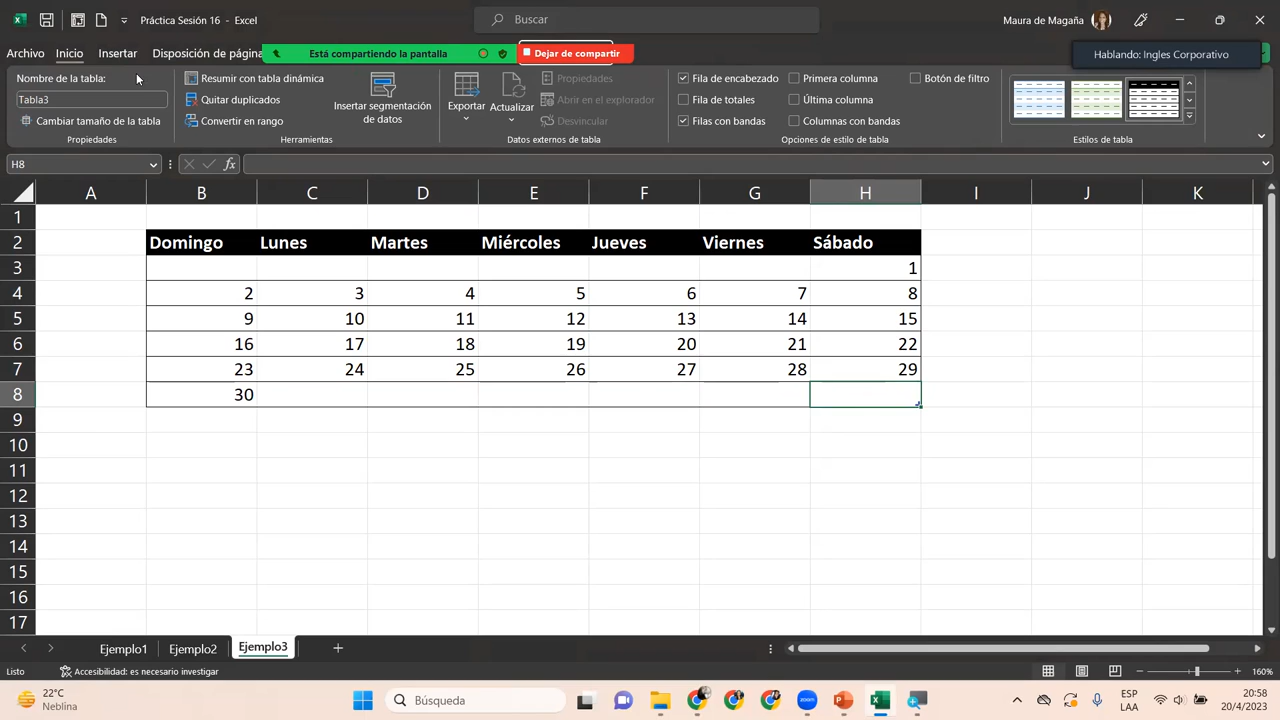 Práctica Sesión 16 - Excel
Buscar
Maura de Magaña
Archivo Inicio Insertar Disposición de página
Está compartiendo la pantalla
Dejar de compartir
Hablando: Ingles Corporativo
Nombre de la tabla:
Tabla3
Cambiar tamaño de la tabla
Propiedades
Resumir con tabla dinámica
Quitar duplicados
Convertir en rango
Insertar segmentación
de datos
Herramientas
Exportar
Actualizar
Propiedades
Abrir en el explorador
Desvincular
Datos externos de tabla
Fila de encabezado
Primera columna
Botón de filtro
Fila de totales
Última columna
Filas con bandas
Columnas con bandas
Opciones de estilo de tabla
Estilos de tabla
H8
fx
A B C D E F G H I J K
1
2 Domingo Lunes Martes Miércoles Jueves Viernes Sábado
3 1
4 2 3 4 5 6 7 8
5 9 10 11 12 13 14 15
6 16 17 18 19 20 21 22
7 23 24 25 26 27 28 29
8 30
9
10
11
12
13
14
15
16
17
Ejemplo1 Ejemplo2 Ejemplo3
Listo
Accesibilidad: es necesario investigar
160%
22°C
Neblina
Búsqueda
zoom
ESP
LAA
20:58
20/4/2023